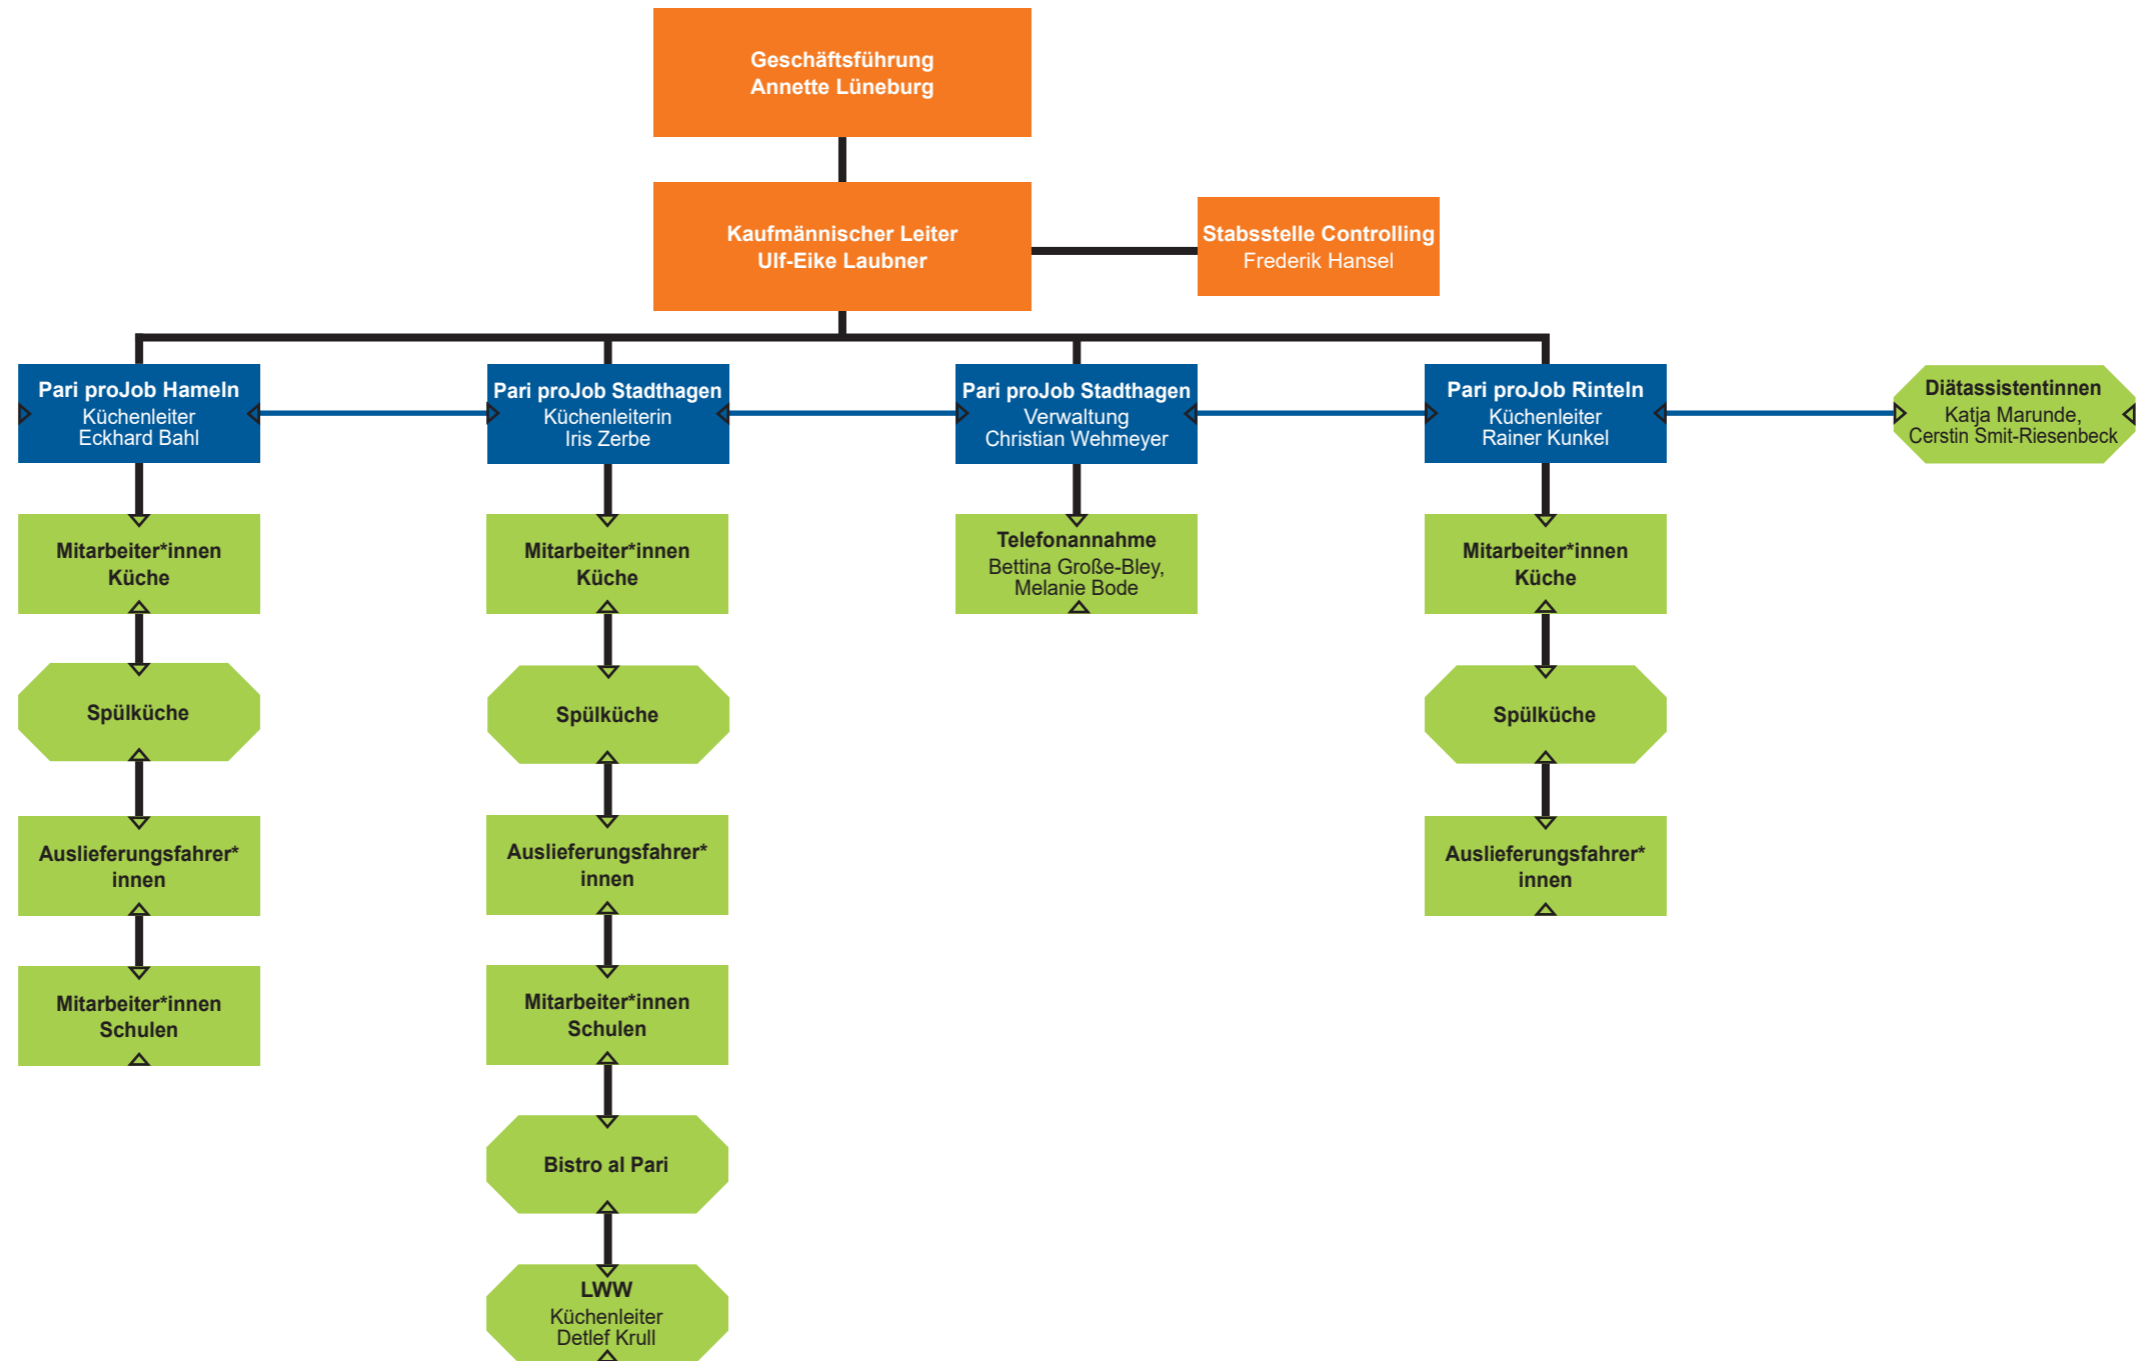 Geschäftsführung
Annette Lüneburg
Kaufmännischer Leiter
Ulf-Eike Laubner
Stabsstelle Controlling
Frederik Hansel
Pari proJob Hameln
Küchenleiter
Eckhard Bahl
Pari proJob Stadthagen
Küchenleiterin
Iris Zerbe
Pari proJob Stadthagen
Verwaltung
Christian Wehmeyer
Pari proJob Rinteln
Küchenleiter
Rainer Kunkel
Diätassistentinnen
Katja Marunde,
Cerstin Smit-Riesenbeck
Mitarbeiter*innen
Küche
Mitarbeiter*innen
Küche
Telefonannahme
Bettina Große-Bley,
Melanie Bode
Mitarbeiter*innen
Küche
Spülküche
Spülküche
Spülküche
Auslieferungsfahrer*
innen
Auslieferungsfahrer*
innen
Auslieferungsfahrer*
innen
Mitarbeiter*innen
Schulen
Mitarbeiter*innen
Schulen
Bistro al Pari
LWW
Küchenleiter
Detlef Krull